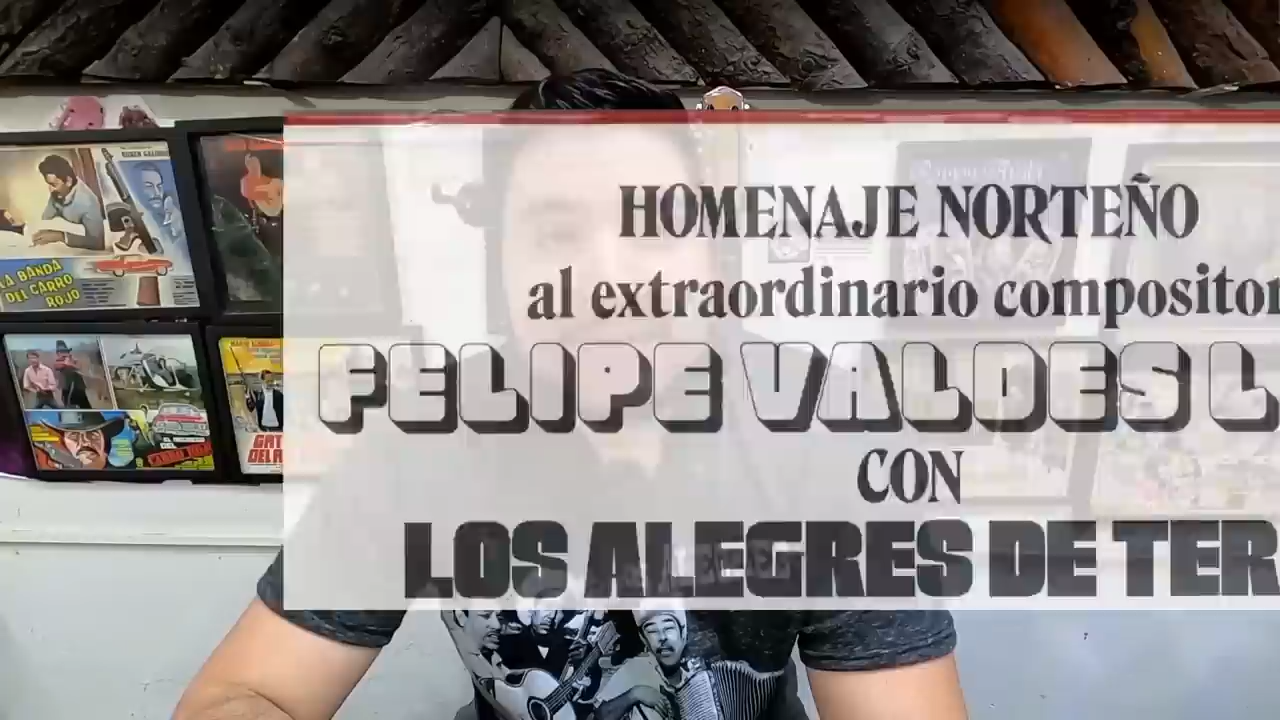 HOMENAJE NORTEÑO
al extraordinario compositor
FELIPE VALDES L
CON
LOS ALEGRES DE TER
LA BANDA
DEL CARRO
ROJO